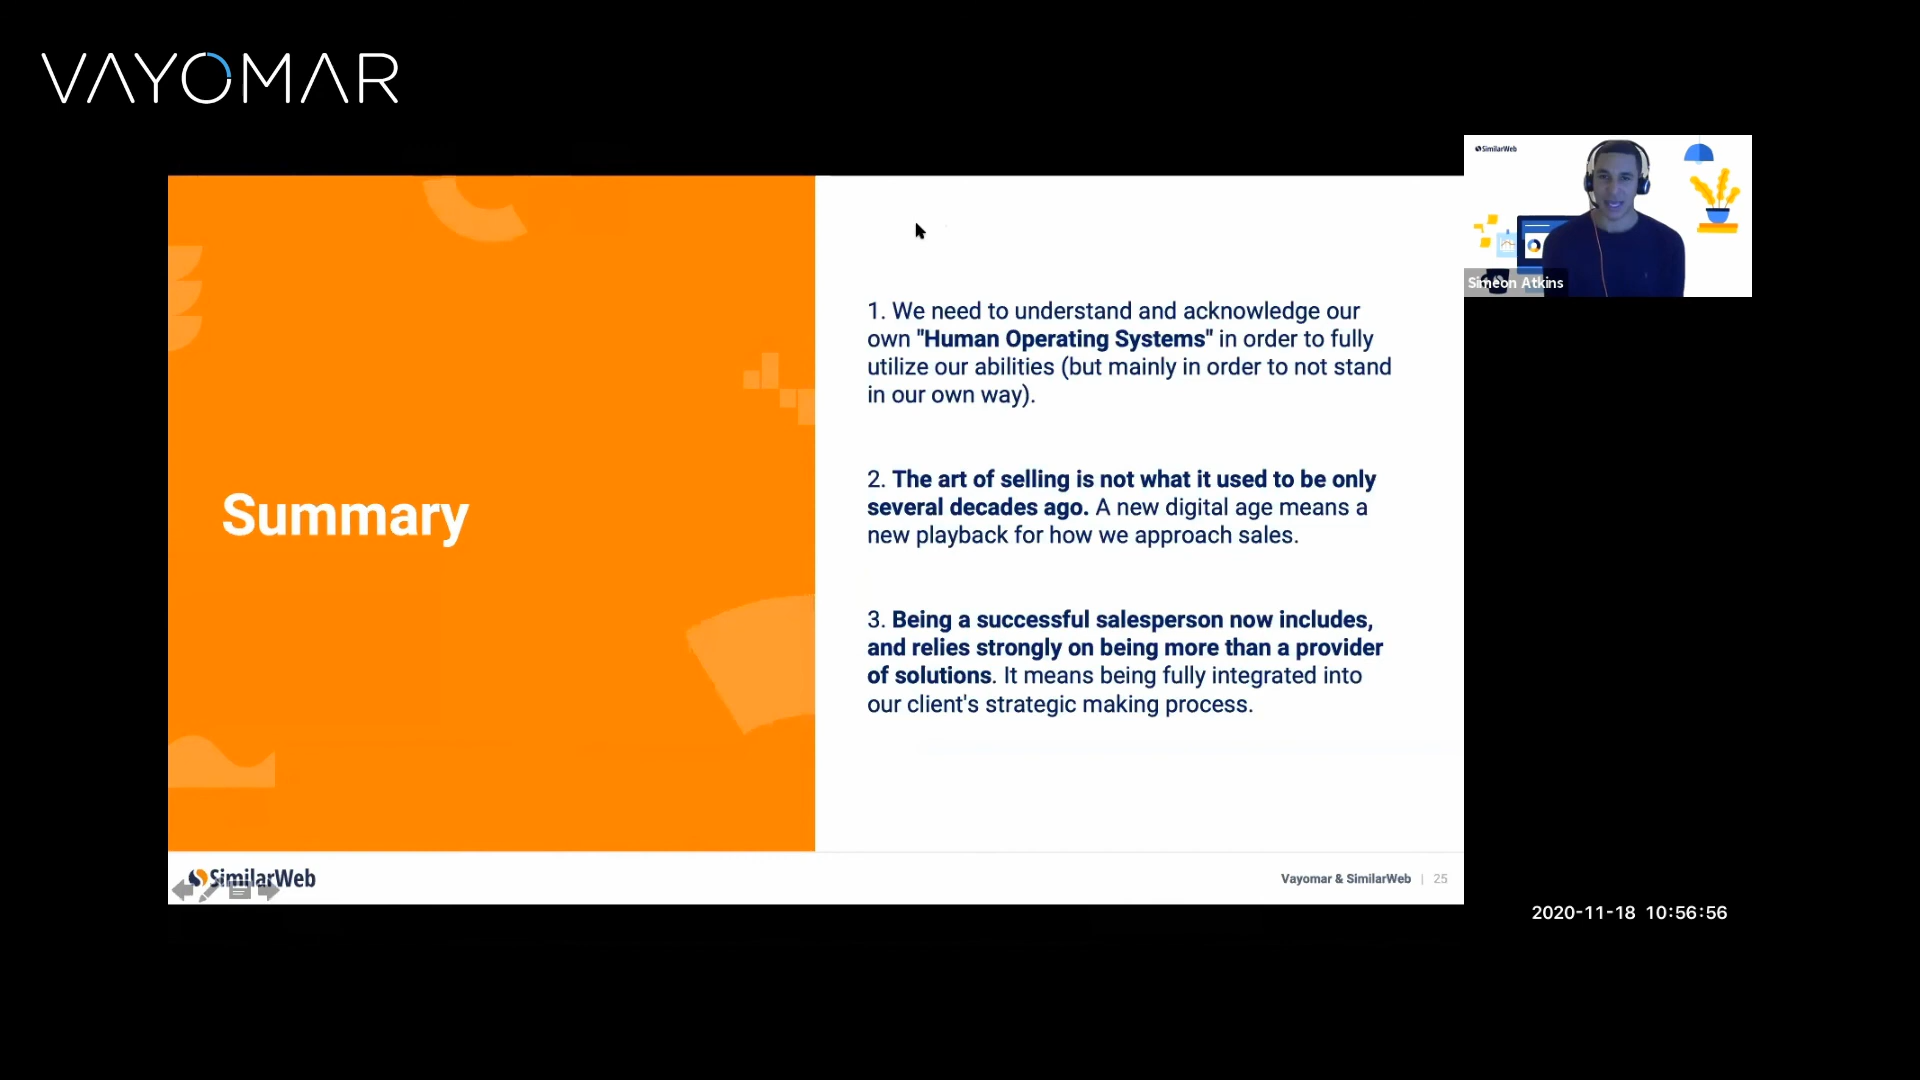 VAYOMAR
SimilarWeb
Simeon Atkins
Summary
1. We need to understand and acknowledge our
own "Human Operating Systems" in order to fully
utilize our abilities (but mainly in order to not stand
in our own way).
2. The art of selling is not what it used to be only
several decades ago. A new digital age means a
new playback for how we approach sales.
3. Being a successful salesperson now includes,
and relies strongly on being more than a provider
of solutions. It means being fully integrated into
our client's strategic making process.
SimilarWeb
Vayomar & SimilarWeb | 25
2020-11-18 10:56:56